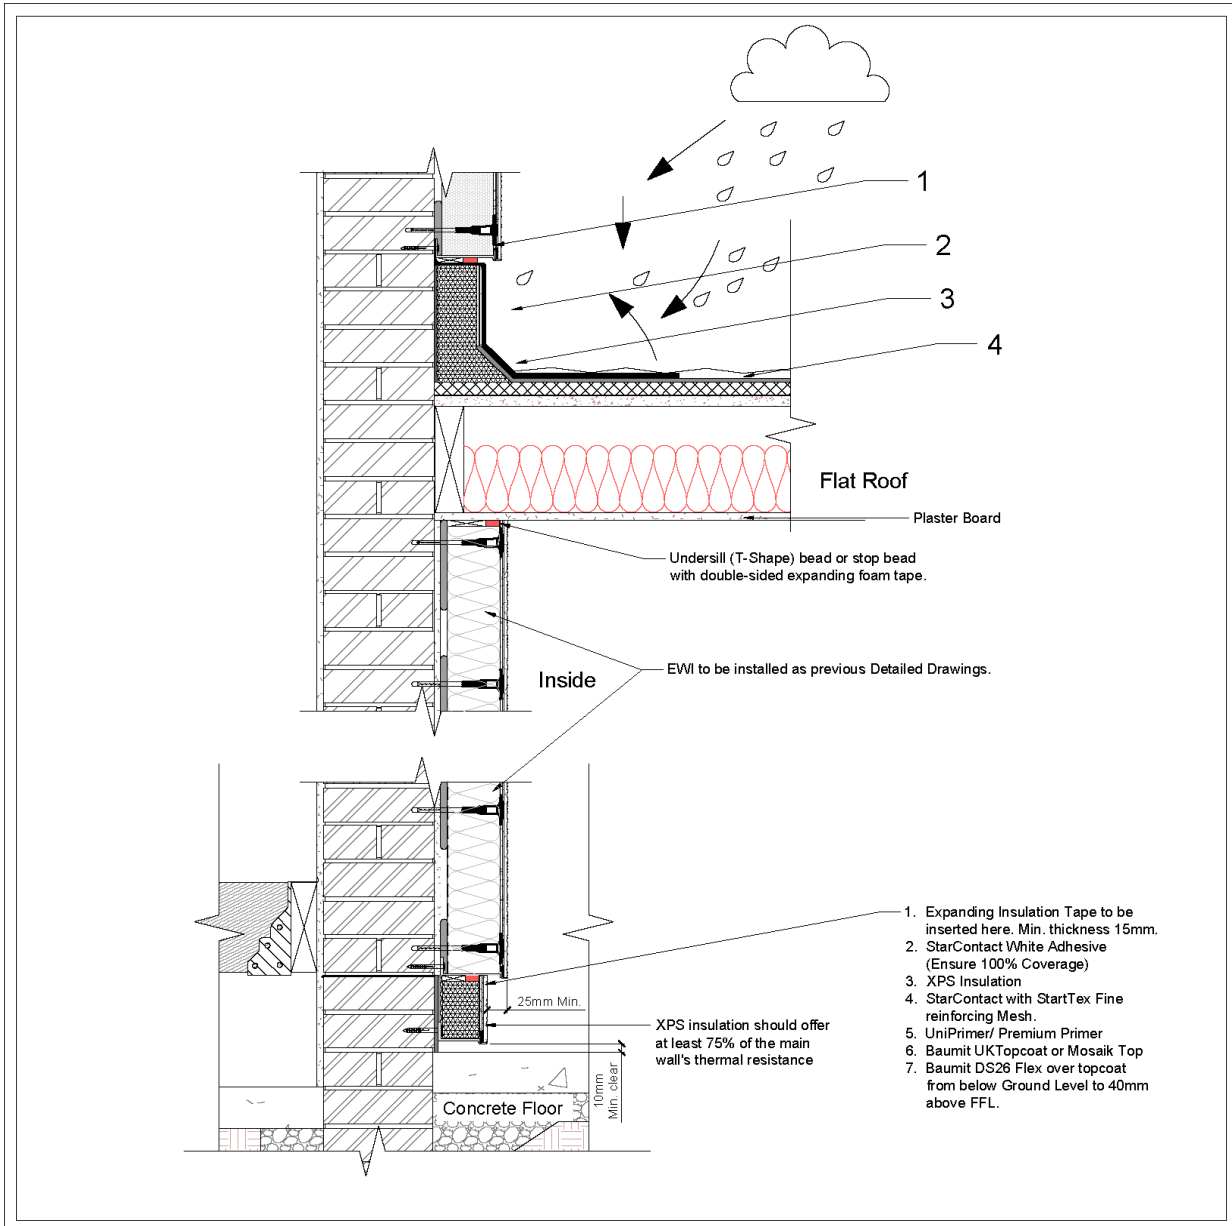 1
2
3
4
Flat Roof
Plaster Board
Undersill (T-Shape) bead or stop bead
with double-sided expanding foam tape.
EWI to be installed as previous Detailed Drawings.
Inside
25mm Min.
XPS insulation should offer
at least 75% of the main
wall's thermal resistance
10mm
Min. clear
Concrete Floor
1. Expanding Insulation Tape to be
inserted here. Min. thickness 15mm.
2. StarContact White Adhesive
(Ensure 100% Coverage)
3. XPS Insulation
4. StarContact with StartTex Fine
reinforcing Mesh.
5. UniPrimer/ Premium Primer
6. Baumit UKTopcoat or Mosaik Top
7. Baumit DS26 Flex over topcoat
from below Ground Level to 40mm
above FFL.